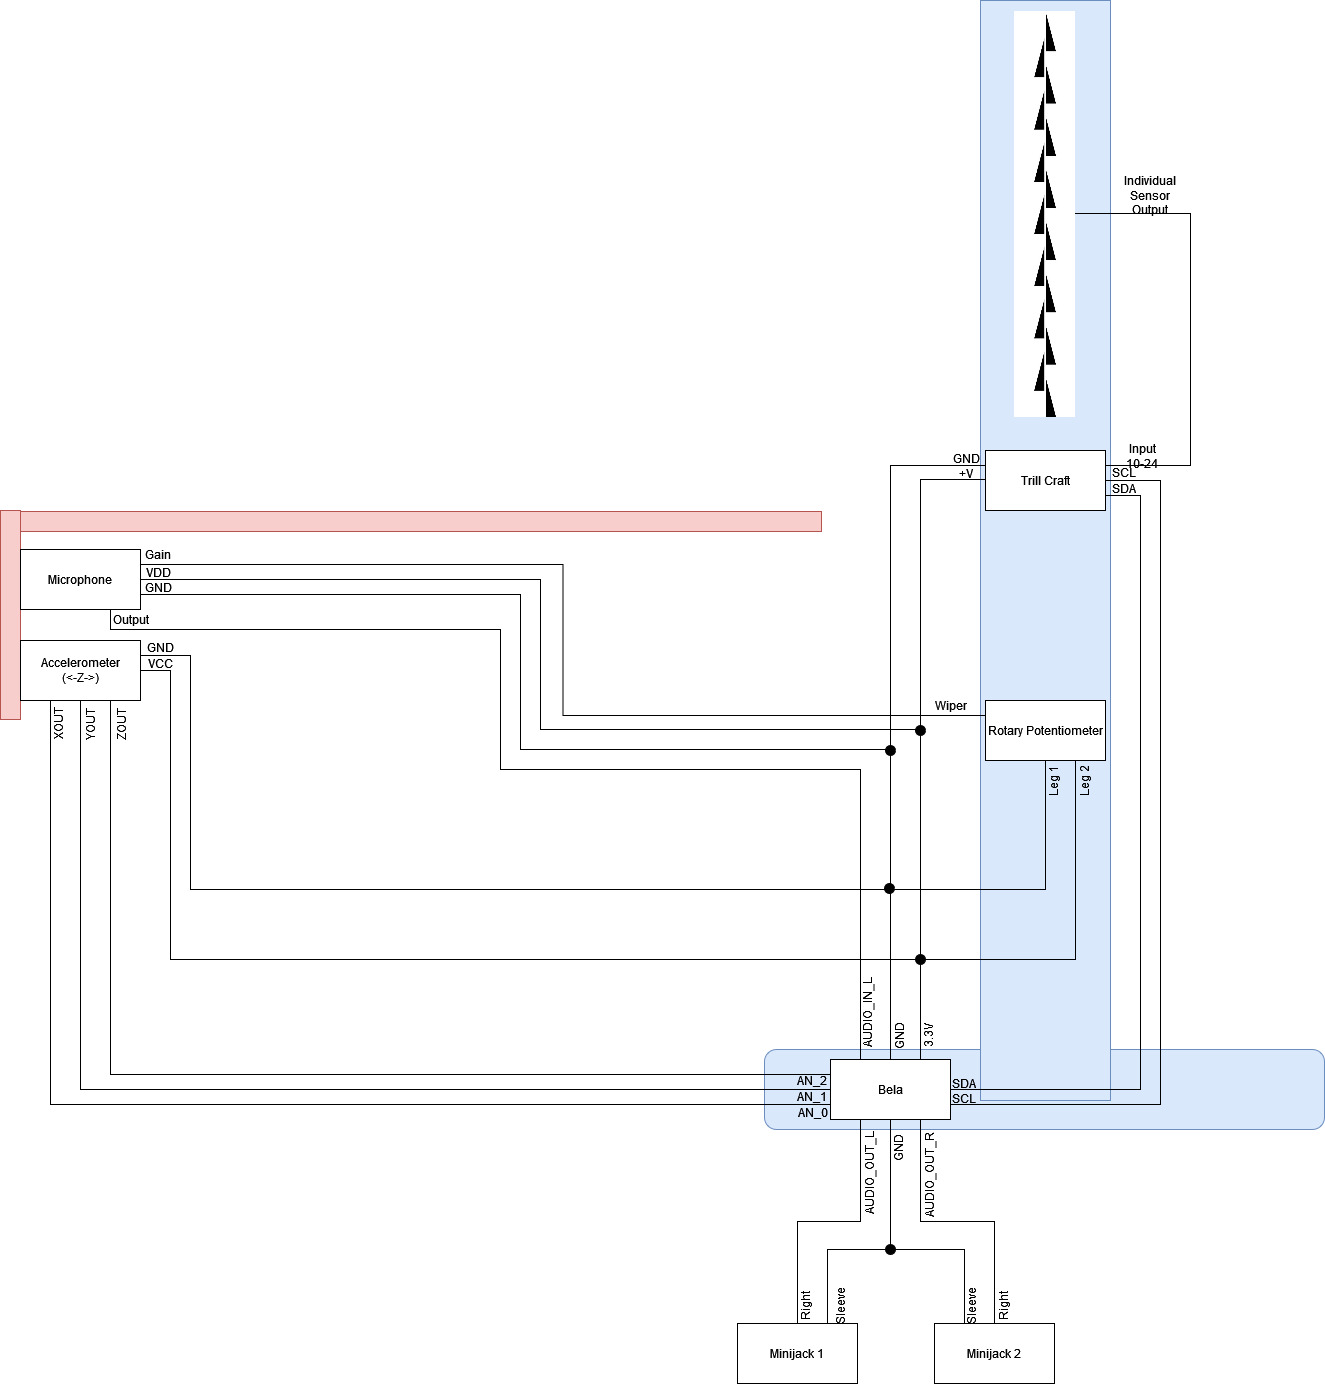 Individual
Sensor
Output
Input
10-24
GND
+V
Trill Craft
SCL
SDA
Gain
VDD
GND
Microphone
Output
GND
VCC
Accelerometer
(<-Z->)
XOUT
YOUT
ZOUT
Wiper
Rotary Potentiometer
Leg 1
Leg 2
AUDIO_IN_L
GND
3.3V
AN_2
AN_1
AN_0
Bela
SDA
SCL
AUDIO_OUT_L
GND
AUDIO_OUT_R
Right
Sleeve
Sleeve
Right
Minijack 1
Minijack 2